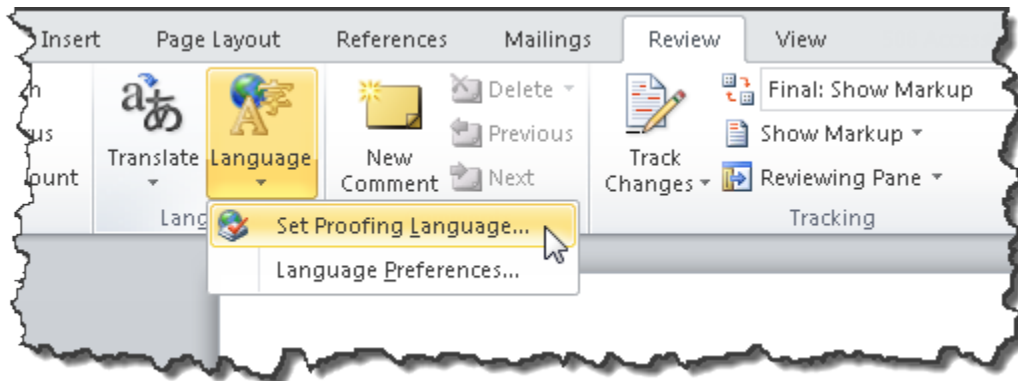 Insert Page Layout References Mailings Review View
Translate
Language
New
Comment
Delete
Previous
Next
Track
Changes
Final: Show Markup
Show Markup
Reviewing Pane
Tracking
Set Proofing Language...
Language Preferences...